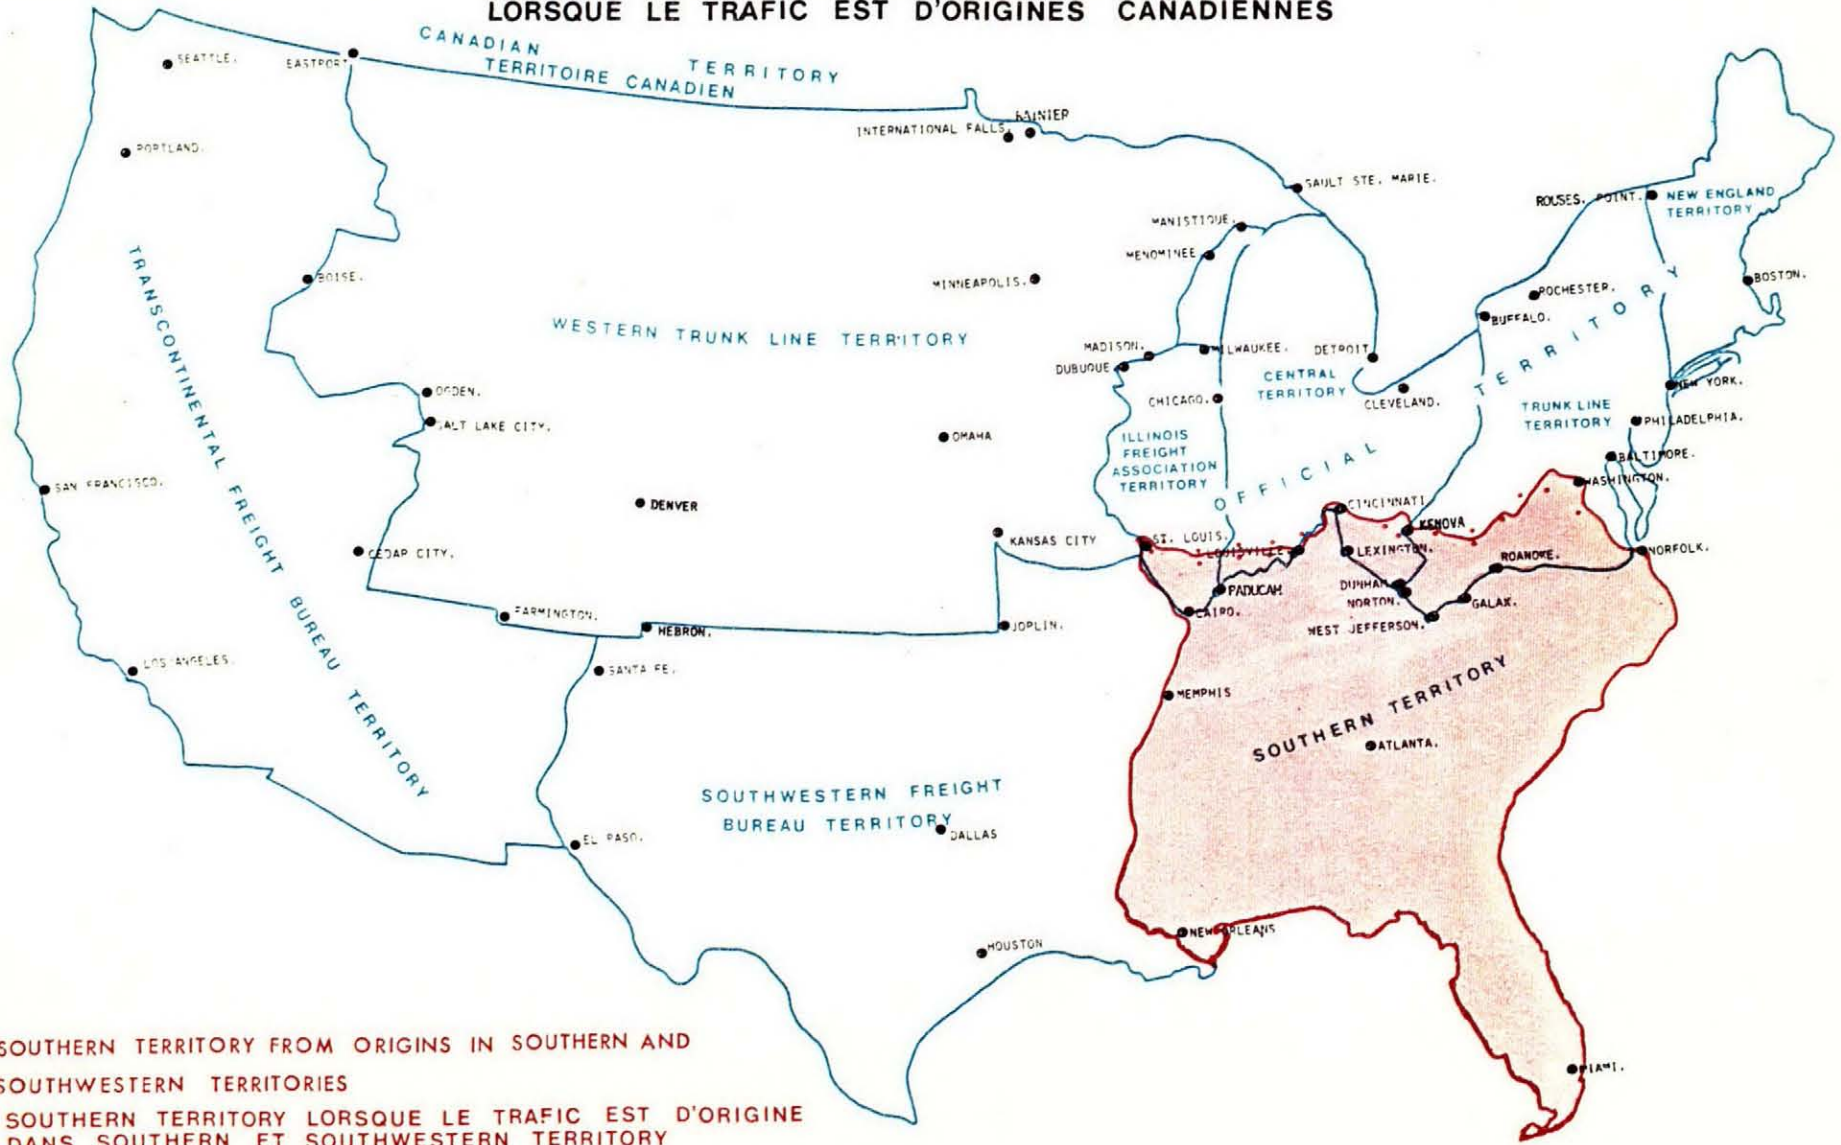 LORSQUE LE TRAFIC EST D'ORIGINES CANADIENNES
CANADIAN TERRITORY
TERRITOIRE CANADIEN
SEATTLE.
EASTPORT
PORTLAND.
INTERNATIONAL FALLS.
RAINIER
SAULT STE. MARIE.
ROUSES. POINT.
NEW ENGLAND
TERRITORY
MANISTIQUE.
MENOMINEE
BOISE.
MINNEAPOLIS.
ROCHESTER.
BOSTON.
BUFFALO.
TRANSCONTINENTAL FREIGHT BUREAU TERRITORY
WESTERN TRUNK LINE TERRITORY
MADISON.
MILWAUKEE.
DETROIT
DUBUQUE
CENTRAL
TERRITORY
OFFICIAL TERRITORY
OGDEN.
CHICAGO.
CLEVELAND.
NEW YORK.
TRUNK LINE
TERRITORY
PHILADELPHIA.
SALT LAKE CITY.
OMAHA
ILLINOIS
FREIGHT
ASSOCIATION
TERRITORY
BALTIMORE.
WASHINGTON.
SAN FRANCISCO.
DENVER
CINCINNATI
KENOVA
KANSAS CITY
ST. LOUIS.
LOUISVILLE
LEXINGTON.
ROANOKE.
NORFOLK.
CEDAR CITY.
PADUCAH
DUNHAM
NORTON.
GALAX.
CAIRO.
WEST JEFFERSON.
FARMINGTON.
HEBRON.
JOPLIN.
LOS ANGELES.
SANTA FE.
MEMPHIS
SOUTHERN TERRITORY
ATLANTA.
SOUTHWESTERN FREIGHT
BUREAU TERRITORY
DALLAS
EL PASO.
NEW ORLEANS
HOUSTON
MIAMI.
SOUTHERN TERRITORY FROM ORIGINS IN SOUTHERN AND
SOUTHWESTERN TERRITORIES
SOUTHERN TERRITORY LORSQUE LE TRAFIC EST D'ORIGINE
DANS SOUTHERN ET SOUTHWESTERN TERRITORY